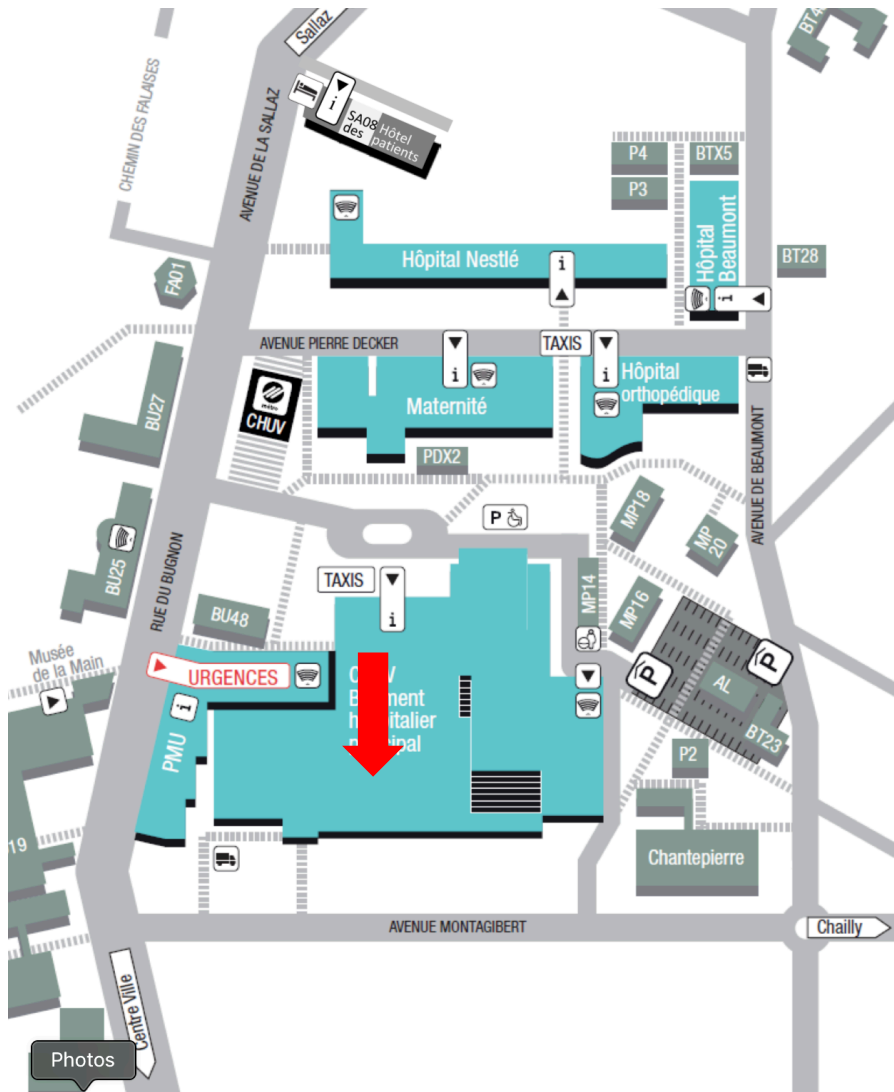 Sallaz
BT4
CHEMIN DES FALAISES
AVENUE DE LA SALLAZ
i
SA08 Hôtel
des patients
P4
BTX5
P3
Hôpital
Beaumont
BT28
Hôpital Nestlé
i
i
FA01
AVENUE PIERRE DECKER
TAXIS
i
i
Hôpital
orthopédique
Maternité
métro
CHUV
BU27
PDX2
AVENUE DE BEAUMONT
MP18
MP
20
P
BU25
RUE DU BUGNON
TAXIS
i
MP14
MP16
BU48
Musée
de la Main
URGENCES
i
PMU
P
P
AL
BT23
P2
19
Chantepierre
AVENUE MONTAGIBERT
Chailly
Centre Ville
Photos